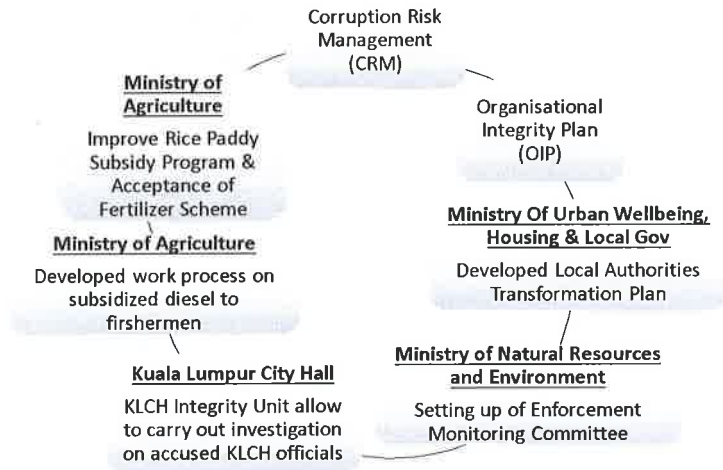 Corruption Risk
Management
(CRM)
Organisational
Integrity Plan
(OIP)
Ministry Of Urban Wellbeing,
Housing & Local Gov
Developed Local Authorities
Transformation Plan
Ministry of Natural Resources
and Environment
Setting up of Enforcement
Monitoring Committee
Kuala Lumpur City Hall
KLCH Integrity Unit allow
to carry out investigation
on accused KLCH officials
Ministry of Agriculture
Developed work process on
subsidized diesel to
firshermen
Ministry of
Agriculture
Improve Rice Paddy
Subsidy Program &
Acceptance of
Fertilizer Scheme